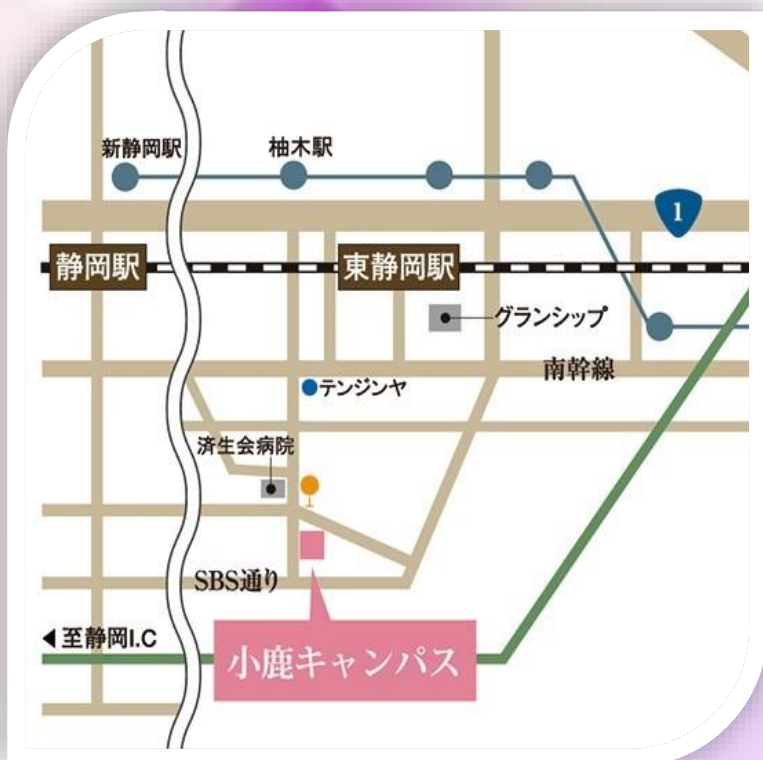 新静岡駅
柚木駅
1
静岡駅
東静岡駅
グランシップ
南幹線
テンジンヤ
済生会病院
SBS通り
◀至静岡I.C
小鹿キャンパス